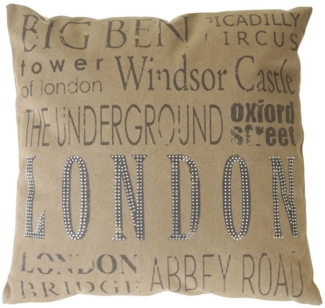 BIG BEN PICADILLY CIRCUS
tower of london Windsor Castle
THE UNDERGROUND oxford street
LONDON
LONDON BRIDGE ABBEY ROAD